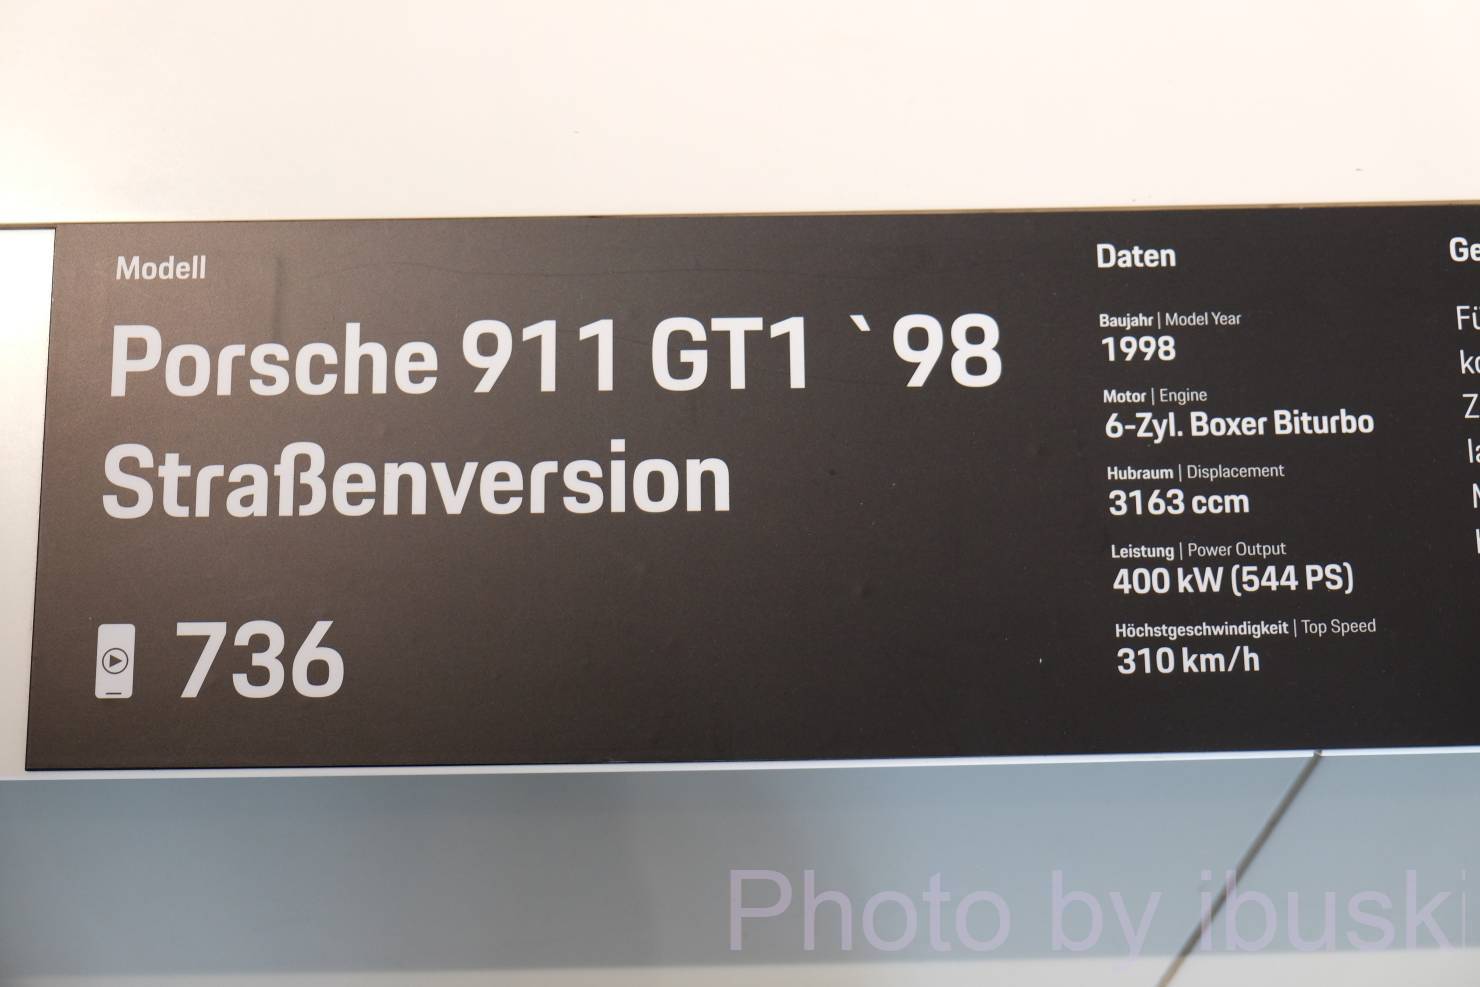 Modell
Porsche 911 GT1 `98
Straßenversion
736
Daten
Baujahr | Model Year
1998
Motor | Engine
6-Zyl. Boxer Biturbo
Hubraum | Displacement
3163 ccm
Leistung | Power Output
400 kW (544 PS)
Höchstgeschwindigkeit | Top Speed
310 km/h
Photo by ibuski